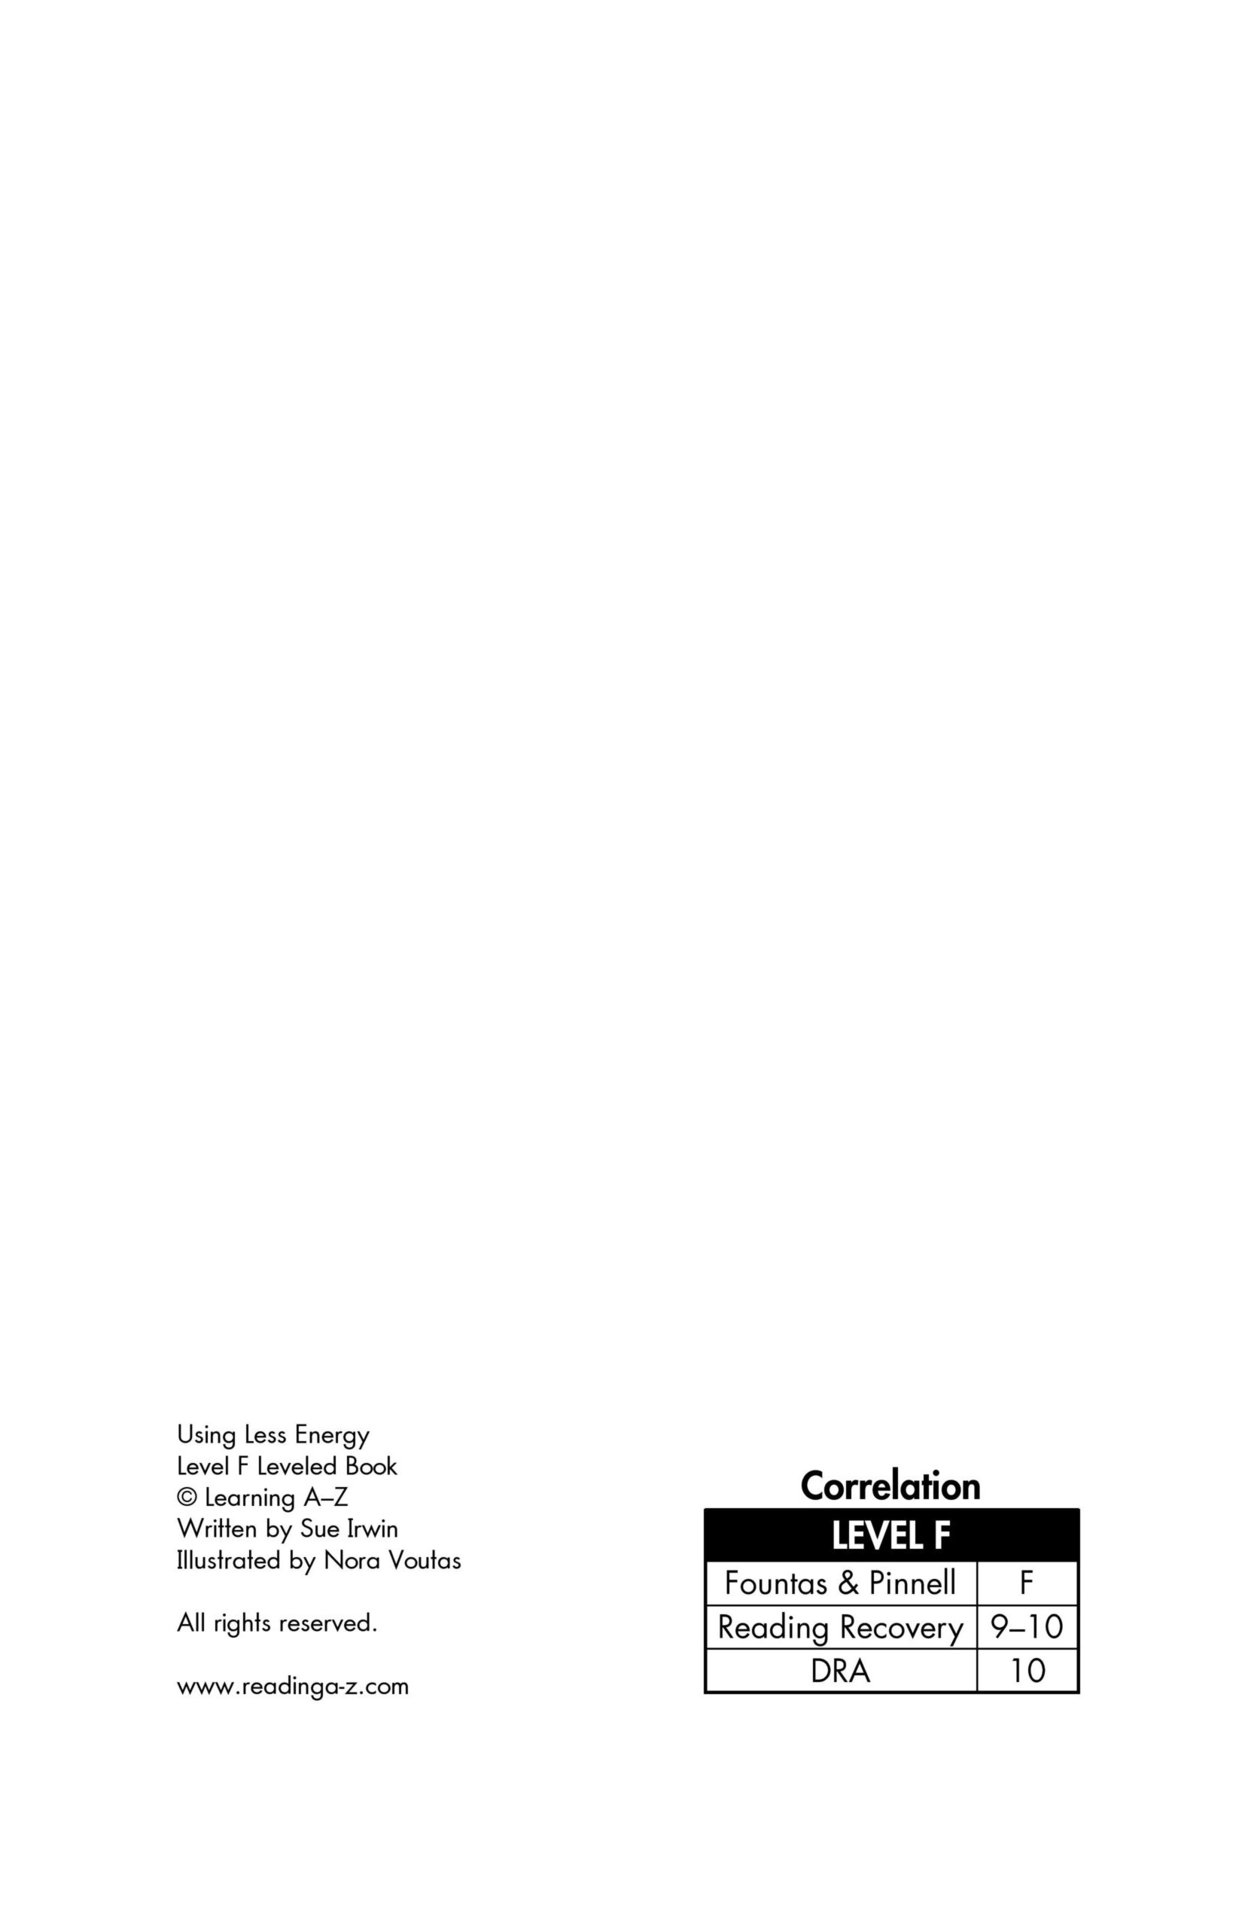 Using Less Energy
Level F Leveled Book
© Learning A–Z
Written by Sue Irwin
Illustrated by Nora Voutas
All rights reserved.
www.readinga-z.com
Correlation
LEVEL F
Fountas & Pinnell F
Reading Recovery 9–10
DRA 10